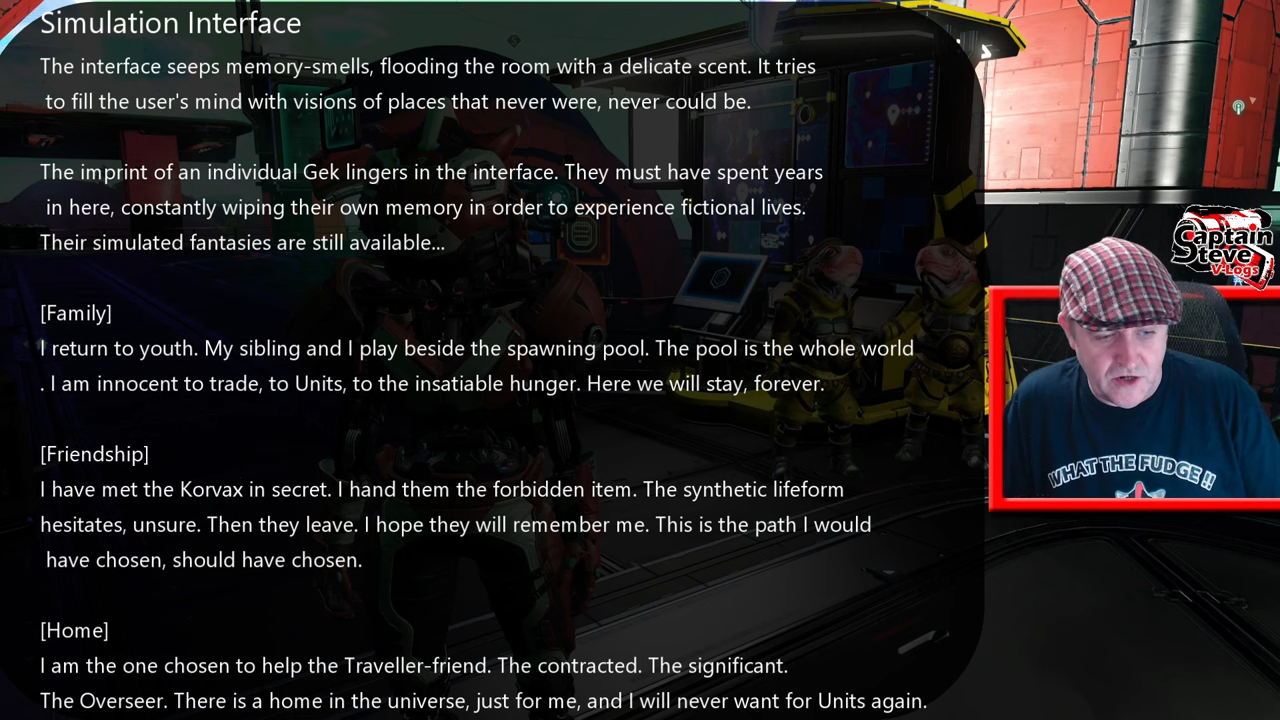 Simulation Interface
The interface seeps memory-smells, flooding the room with a delicate scent. It tries
to fill the user's mind with visions of places that never were, never could be.
The imprint of an individual Gek lingers in the interface. They must have spent years
in here, constantly wiping their own memory in order to experience fictional lives.
Their simulated fantasies are still available...
[Family]
I return to youth. My sibling and I play beside the spawning pool. The pool is the whole world
. I am innocent to trade, to Units, to the insatiable hunger. Here we will stay, forever.
[Friendship]
I have met the Korvax in secret. I hand them the forbidden item. The synthetic lifeform
hesitates, unsure. Then they leave. I hope they will remember me. This is the path I would
have chosen, should have chosen.
[Home]
I am the one chosen to help the Traveller-friend. The contracted. The significant.
The Overseer. There is a home in the universe, just for me, and I will never want for Units again.
Captain
Steve
V-Logs
WHAT THE FUDGE !!